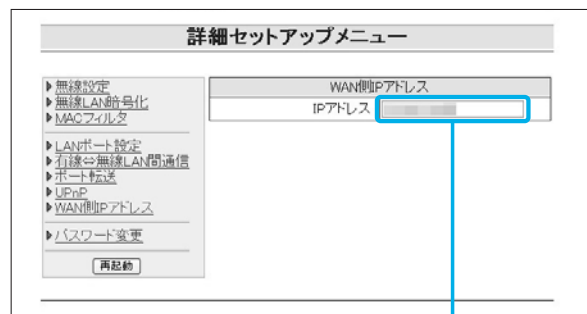 詳細セットアップメニュー
▶無線設定
▶無線LAN暗号化
▶MACフィルタ
▶LANポート設定
▶有線⇔無線LAN間通信
▶ポート転送
▶UPnP
▶WAN側IPアドレス
▶パスワード変更
再起動
WAN側IPアドレス
IPアドレス